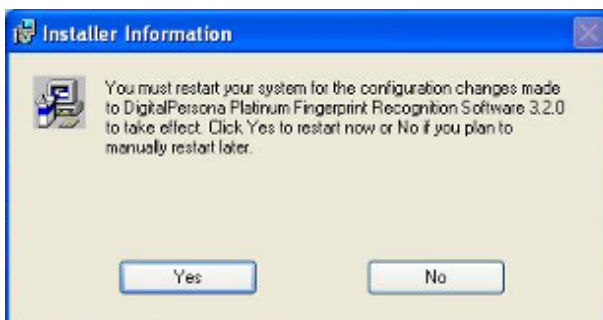 Installer Information
You must restart your system for the configuration changes made
to DigitalPersona Platinum Fingerprint Recognition Software 3.2.0
to take effect. Click Yes to restart now or No if you plan to
manually restart later.
Yes
No